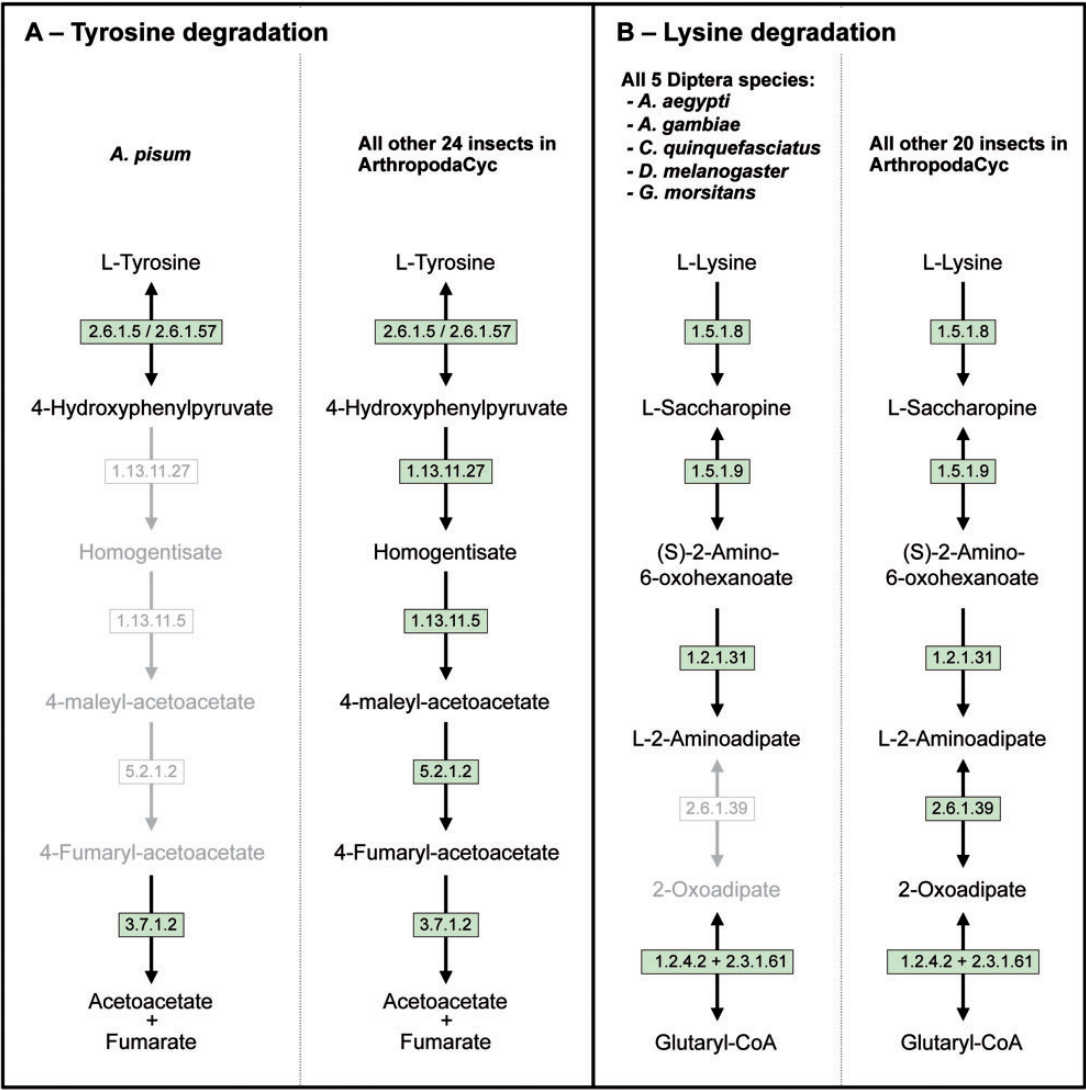 A – Tyrosine degradation
A. pisum
L-Tyrosine
2.6.1.5 / 2.6.1.57
4-Hydroxyphenylpyruvate
1.13.11.27
Homogentisate
1.13.11.5
4-maleyl-acetoacetate
5.2.1.2
4-Fumaryl-acetoacetate
3.7.1.2
Acetoacetate
+
Fumarate
All other 24 insects in
ArthropodaCyc
L-Tyrosine
2.6.1.5 / 2.6.1.57
4-Hydroxyphenylpyruvate
1.13.11.27
Homogentisate
1.13.11.5
4-maleyl-acetoacetate
5.2.1.2
4-Fumaryl-acetoacetate
3.7.1.2
Acetoacetate
+
Fumarate
B – Lysine degradation
All 5 Diptera species:
- A. aegypti
- A. gambiae
- C. quinquefasciatus
- D. melanogaster
- G. morsitans
L-Lysine
1.5.1.8
L-Saccharopine
1.5.1.9
(S)-2-Amino-
6-oxohexanoate
1.2.1.31
L-2-Aminoadipate
2.6.1.39
2-Oxoadipate
1.2.4.2 + 2.3.1.61
Glutaryl-CoA
All other 20 insects in
ArthropodaCyc
L-Lysine
1.5.1.8
L-Saccharopine
1.5.1.9
(S)-2-Amino-
6-oxohexanoate
1.2.1.31
L-2-Aminoadipate
2.6.1.39
2-Oxoadipate
1.2.4.2 + 2.3.1.61
Glutaryl-CoA